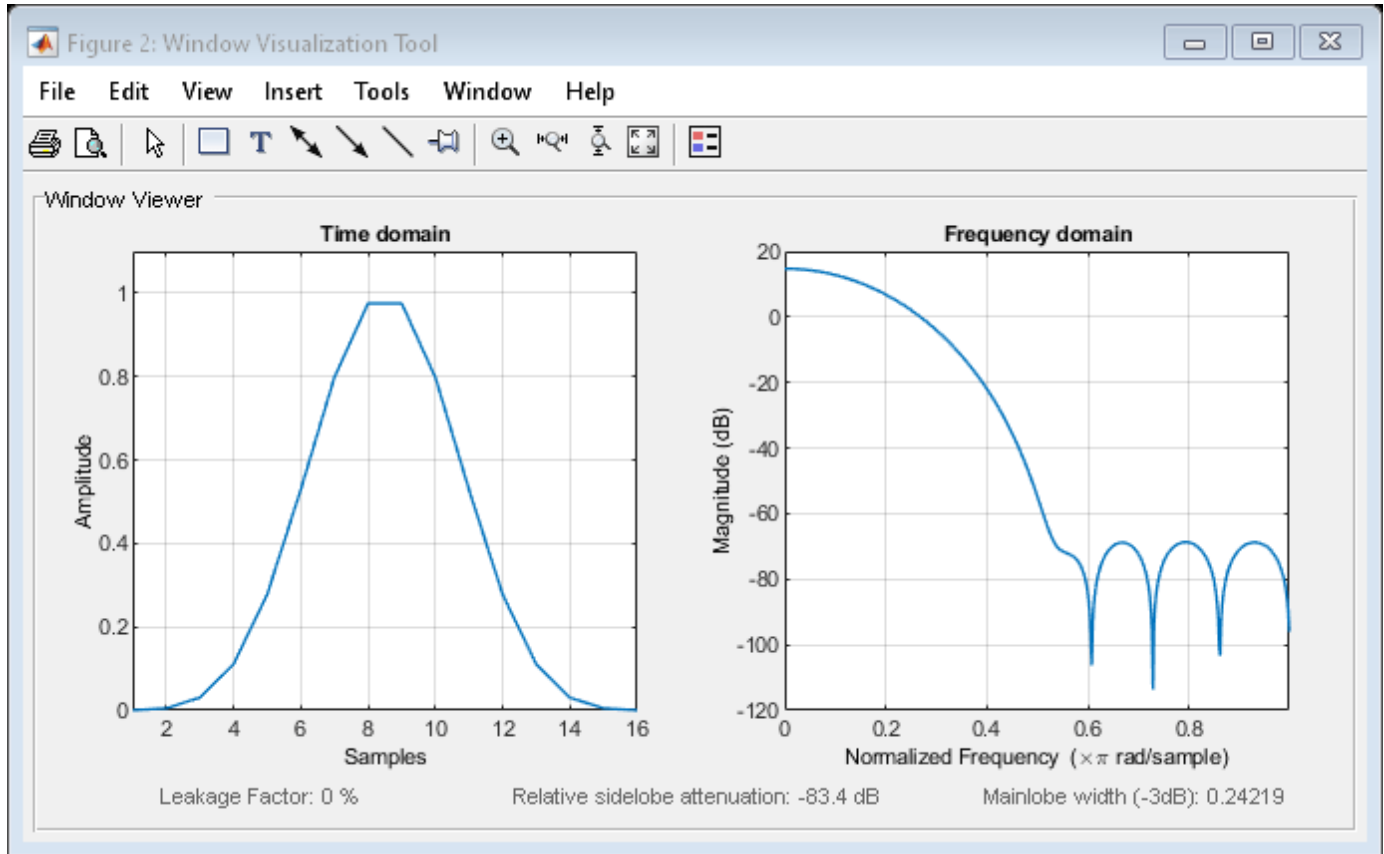 Figure 2: Window Visualization Tool
File Edit View Insert Tools Window Help
T
Window Viewer
Time domain
1
0.8
0.6
0.4
0.2
0
Amplitude
2 4 6 8 10 12 14 16
Samples
Frequency domain
20
0
-20
-40
-60
-80
-100
-120
Magnitude (dB)
0 0.2 0.4 0.6 0.8
Normalized Frequency (×π rad/sample)
Leakage Factor: 0 % Relative sidelobe attenuation: -83.4 dB Mainlobe width (-3dB): 0.24219